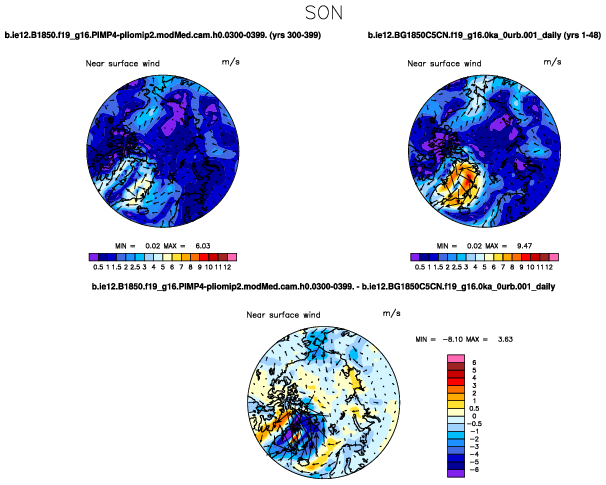 SON
b.ie12.B1850.f19_g16.PlMP4-pliomip2.modMed.cam.h0.0300-0399. (yrs 300-399)
b.ie12.BG1850C5CN.f19_g16.0ka_0urb.001_daily (yrs 1-48)
Near surface wind m/s
Near surface wind m/s
MIN = 0.02 MAX = 6.03
MIN = 0.02 MAX = 9.47
0.5 1 1.5 2 2.5 3 4 5 6 7 8 9 10 11 12
0.5 1 1.5 2 2.5 3 4 5 6 7 8 9 10 11 12
b.ie12.B1850.f19_g16.PlMP4-pliomip2.modMed.cam.h0.0300-0399. - b.ie12.BG1850C5CN.f19_g16.0ka_0urb.001_daily
Near surface wind m/s
MIN = -8.10 MAX = 3.63
6
5
4
3
2
1
0.5
0
-0.5
-1
-2
-3
-4
-5
-6